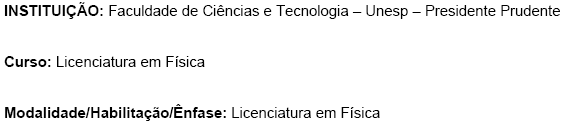 INSTITUIÇÃO: Faculdade de Ciências e Tecnologia – Unesp – Presidente Prudente
Curso: Licenciatura em Física
Modalidade/Habilitação/Ênfase: Licenciatura em Física